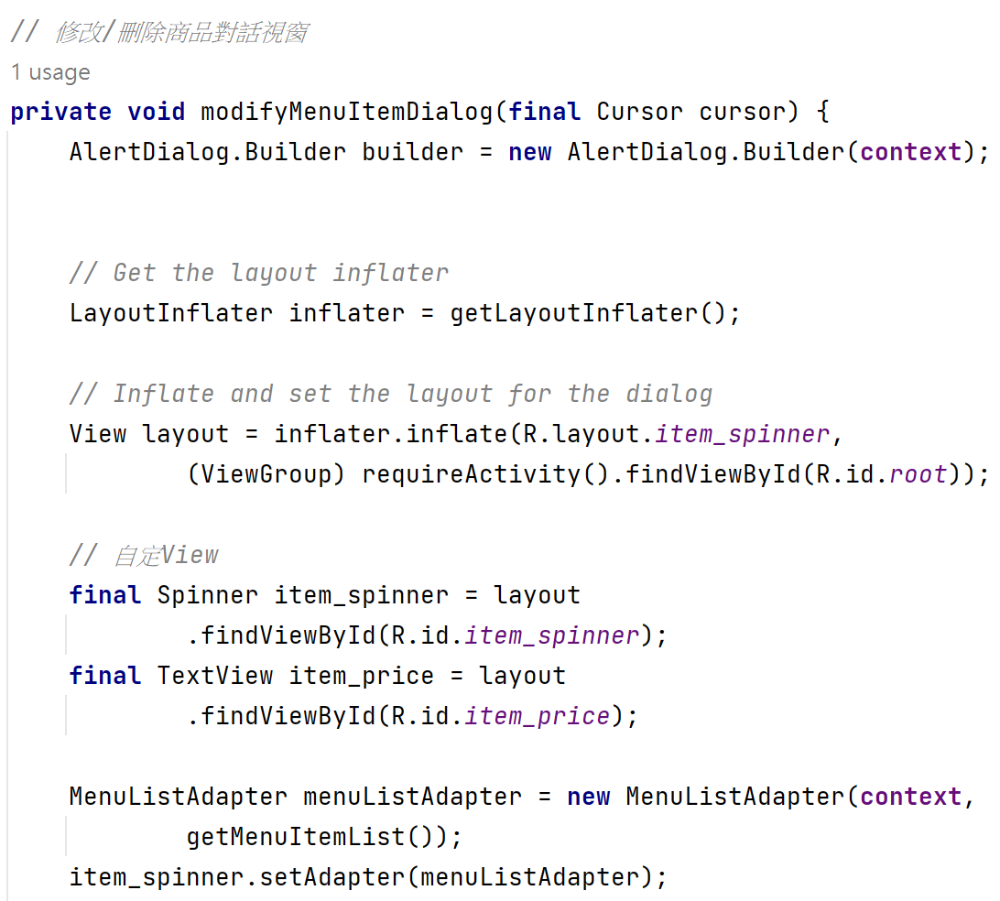 // 修改/刪除商品對話視窗
1 usage
private void modifyMenuItemDialog(final Cursor cursor) {
AlertDialog.Builder builder = new AlertDialog.Builder(context);
// Get the layout inflater
LayoutInflater inflater = getLayoutInflater();
// Inflate and set the layout for the dialog
View layout = inflater.inflate(R.layout.item_spinner,
(ViewGroup) requireActivity().findViewById(R.id.root));
// 自定View
final Spinner item_spinner = layout
.findViewById(R.id.item_spinner);
final TextView item_price = layout
.findViewById(R.id.item_price);
MenuListAdapter menuListAdapter = new MenuListAdapter(context,
getMenuItemList());
item_spinner.setAdapter(menuListAdapter);